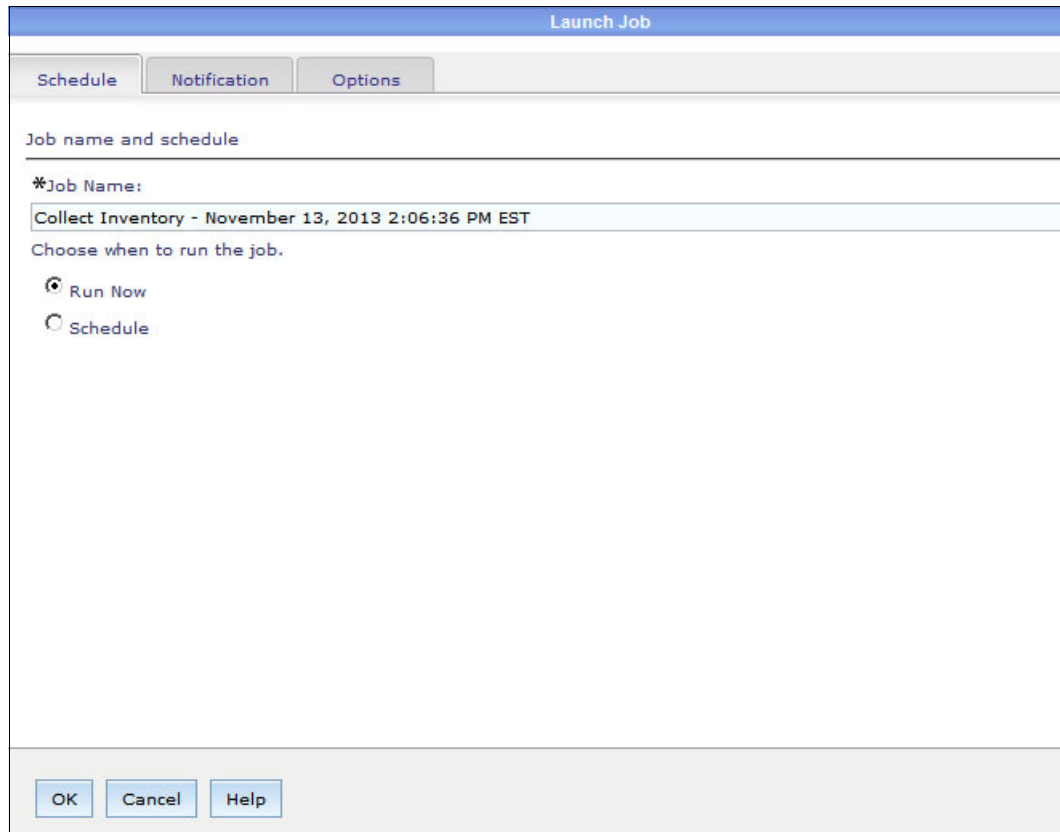 Launch Job
Schedule Notification Options
Job name and schedule
*Job Name:
Collect Inventory - November 13, 2013 2:06:36 PM EST
Choose when to run the job.
Run Now
Schedule
OK Cancel Help